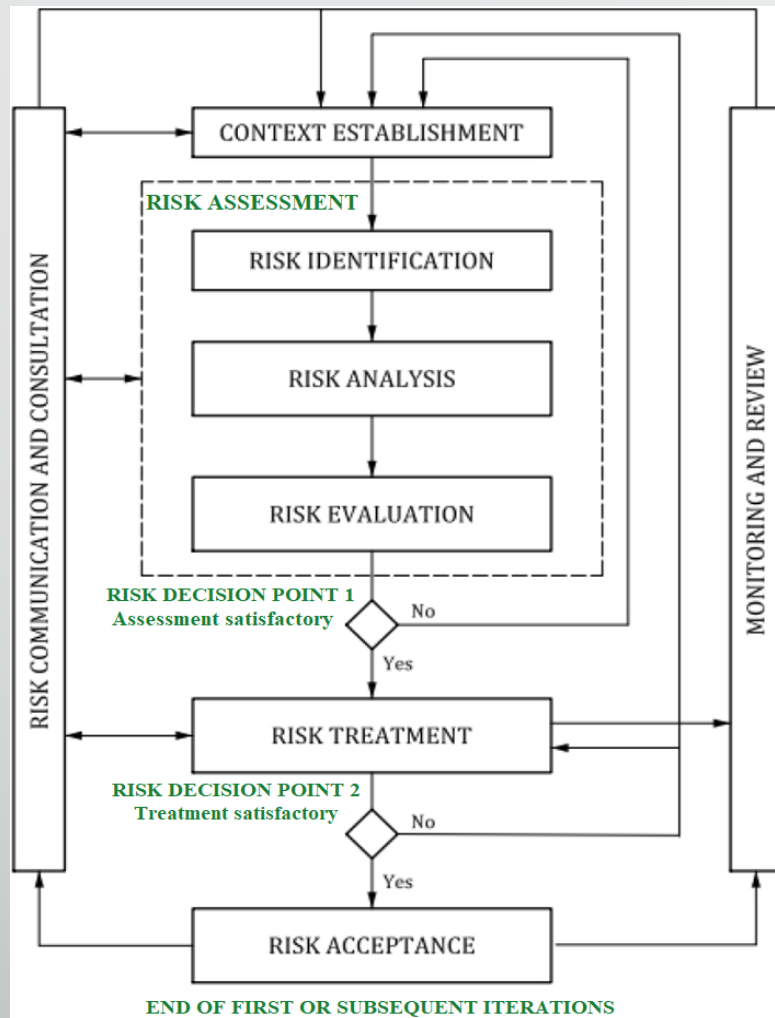 CONTEXT ESTABLISHMENT
RISK ASSESSMENT
RISK IDENTIFICATION
RISK ANALYSIS
RISK EVALUATION
RISK COMMUNICATION AND CONSULTATION
MONITORING AND REVIEW
RISK DECISION POINT 1
Assessment satisfactory
No
Yes
RISK TREATMENT
RISK DECISION POINT 2
Treatment satisfactory
No
Yes
RISK ACCEPTANCE
END OF FIRST OR SUBSEQUENT ITERATIONS